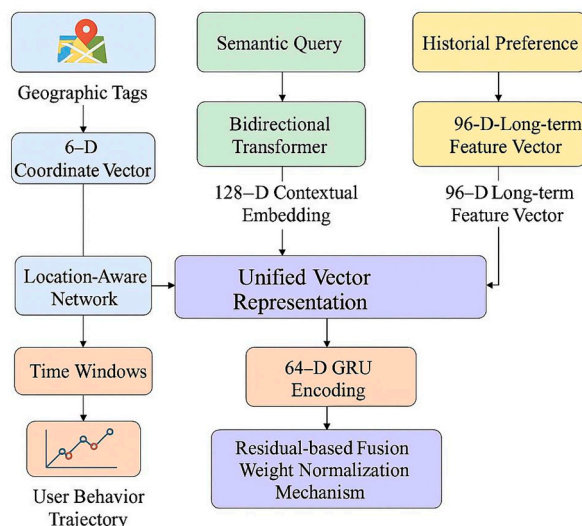 Geographic Tags
6–D
Coordinate Vector
Location-Aware
Network
Time Windows
User Behavior
Trajectory
Semantic Query
Bidirectional
Transformer
128–D Contextual
Embedding
Historial Preference
96-D-Long-term
Feature Vector
96-D Long-term
Feature Vector
Unified Vector
Representation
64–D GRU
Encoding
Residual-based Fusion
Weight Normalization
Mechanism